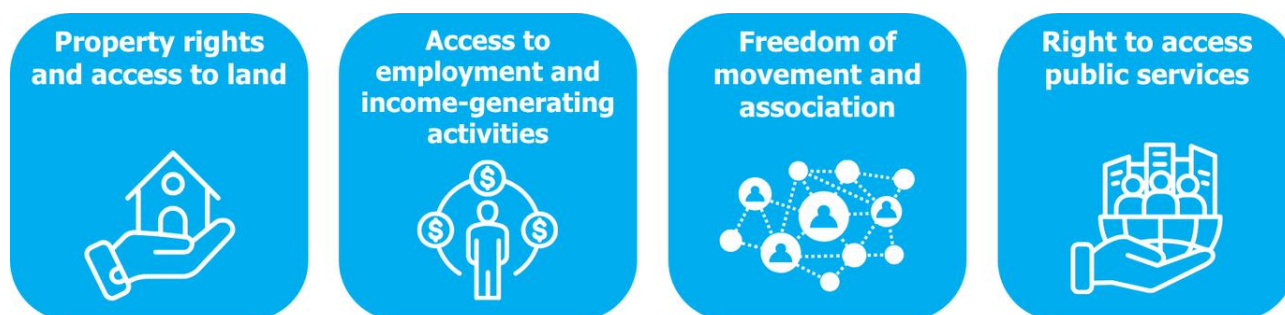 Property rights
and access to land
Access to
employment and
income-generating
activities
$
$
$
Freedom of
movement and
association
Right to access
public services